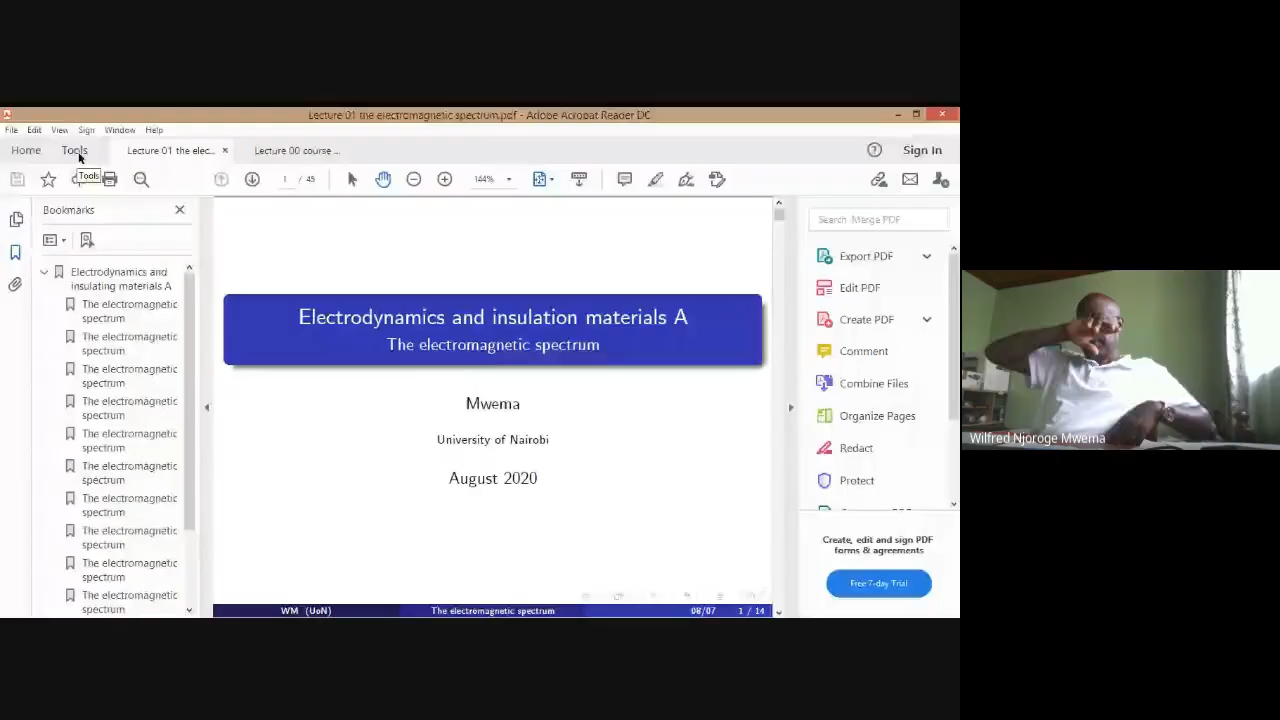 Lecture 01 the electromagnetic spectrum.pdf - Adobe Acrobat Reader DC
File Edit View Sign Window Help
Home Tools Lecture 01 the elec... × Lecture 00 course ... Sign In
Tools
1 / 45 144%
Bookmarks
Electrodynamics and
insulating materials A
The electromagnetic
spectrum
The electromagnetic
spectrum
The electromagnetic
spectrum
The electromagnetic
spectrum
The electromagnetic
spectrum
The electromagnetic
spectrum
The electromagnetic
spectrum
The electromagnetic
spectrum
The electromagnetic
spectrum
The electromagnetic
spectrum
Electrodynamics and insulation materials A
The electromagnetic spectrum
Mwema
University of Nairobi
August 2020
WM (UoN) The electromagnetic spectrum 08/07 1 / 14
Search 'Merge PDF'
Export PDF
Edit PDF
Create PDF
Comment
Combine Files
Organize Pages
Redact
Protect
Create, edit and sign PDF
forms & agreements
Free 7-day Trial
Wilfred Njoroge Mwema